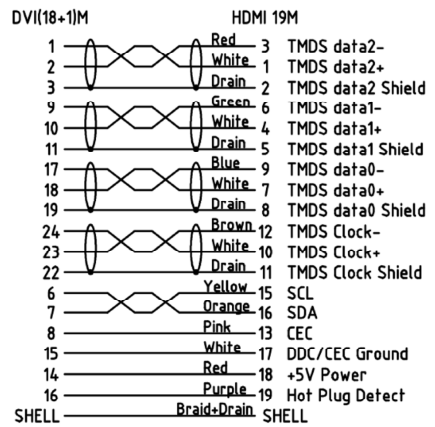 DVI(18+1)M HDMI 19M
1 Red 3 TMDS data2-
2 White 1 TMDS data2+
3 Drain 2 TMDS data2 Shield
9 Green 6 TMDS data1-
10 White 4 TMDS data1+
11 Drain 5 TMDS data1 Shield
17 Blue 9 TMDS data0-
18 White 7 TMDS data0+
19 Drain 8 TMDS data0 Shield
24 Brown 12 TMDS Clock-
23 White 10 TMDS Clock+
22 Drain 11 TMDS Clock Shield
6 Yellow 15 SCL
7 Orange 16 SDA
8 Pink 13 CEC
15 White 17 DDC/CEC Ground
14 Red 18 +5V Power
16 Purple 19 Hot Plug Detect
SHELL Braid+Drain SHELL